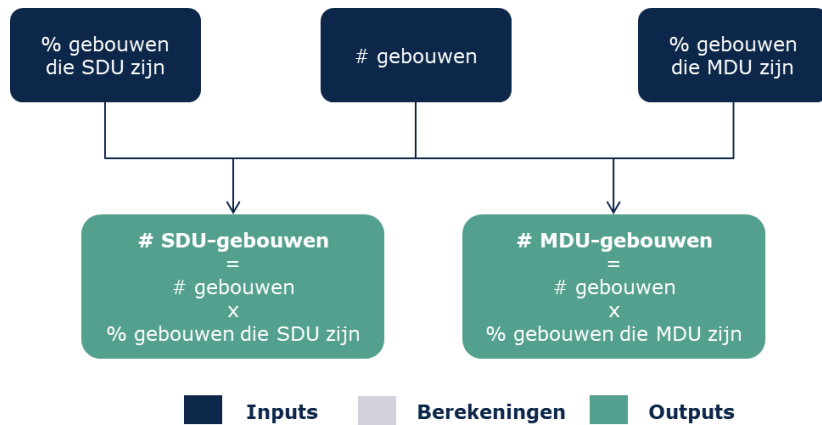 % gebouwen
die SDU zijn
# gebouwen
% gebouwen
die MDU zijn
# SDU-gebouwen
=
# gebouwen
x
% gebouwen die SDU zijn
# MDU-gebouwen
=
# gebouwen
x
% gebouwen die MDU zijn
Inputs
Berekeningen
Outputs